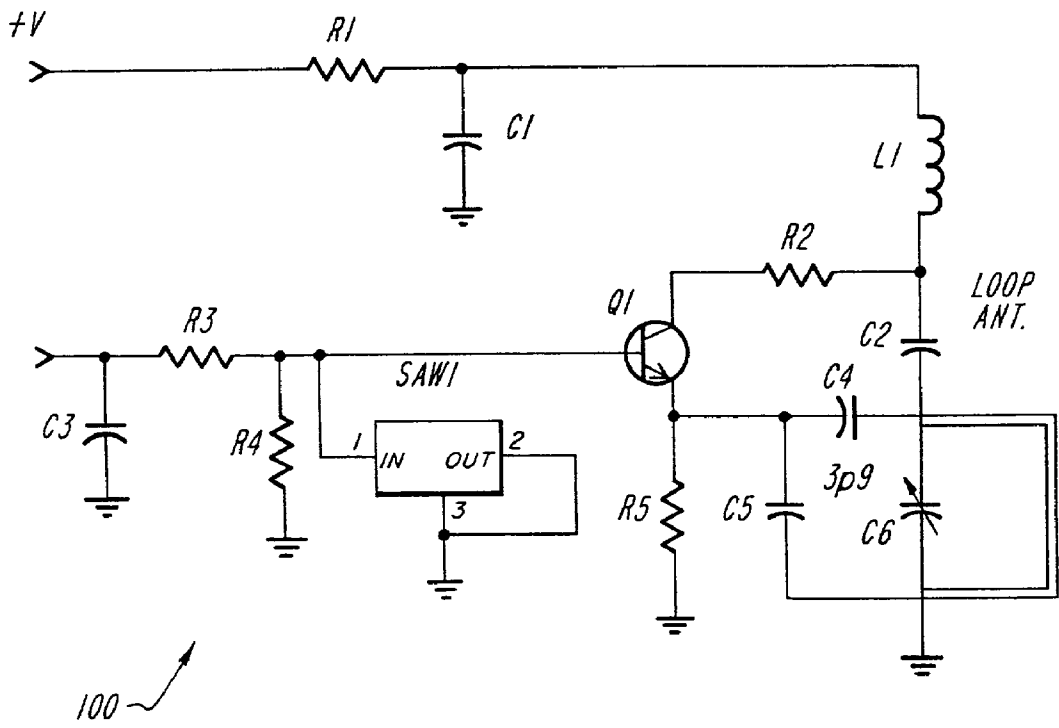 +V
R1
C1
L1
R2
LOOP
ANT.
Q1
R3
C2
SAW1
C4
C3
R4
1
IN
OUT
2
3
3p9
R5
C5
C6
100